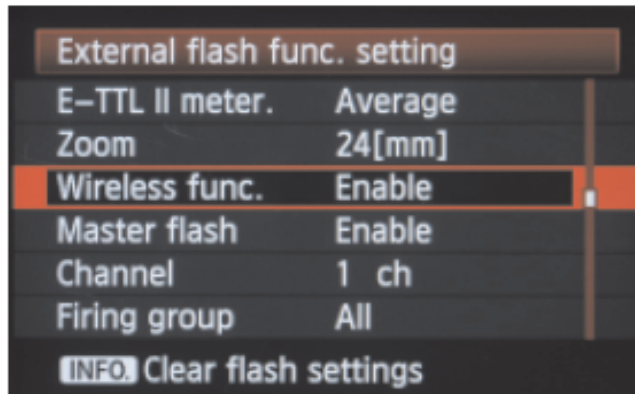 External flash func. setting
E-TTL II meter. Average
Zoom 24[mm]
Wireless func. Enable
Master flash Enable
Channel 1 ch
Firing group All
INFO. Clear flash settings